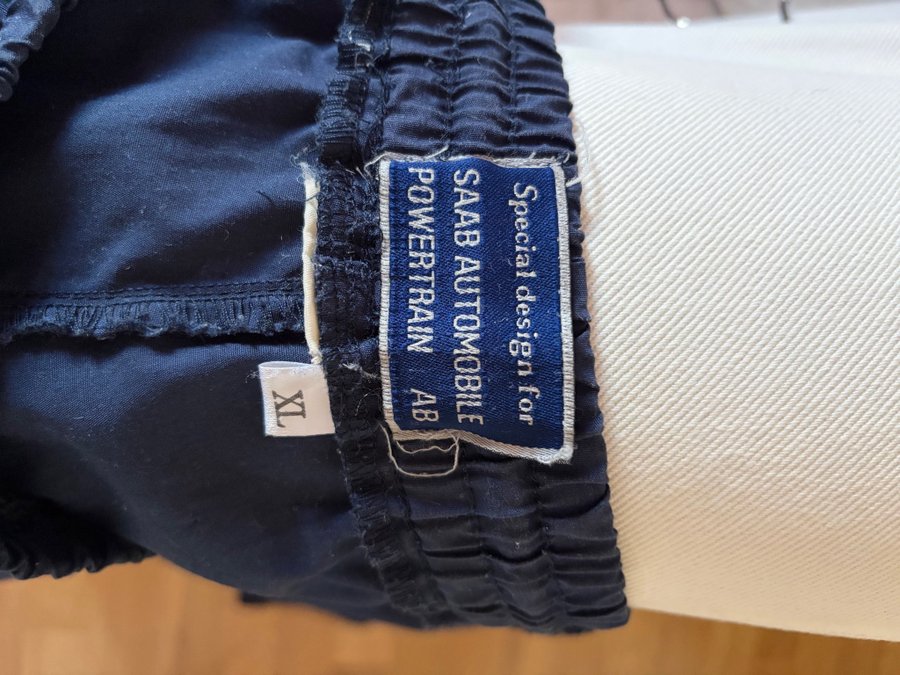 Special design for
SAAB AUTOMOBILE
POWERTRAIN AB
XL